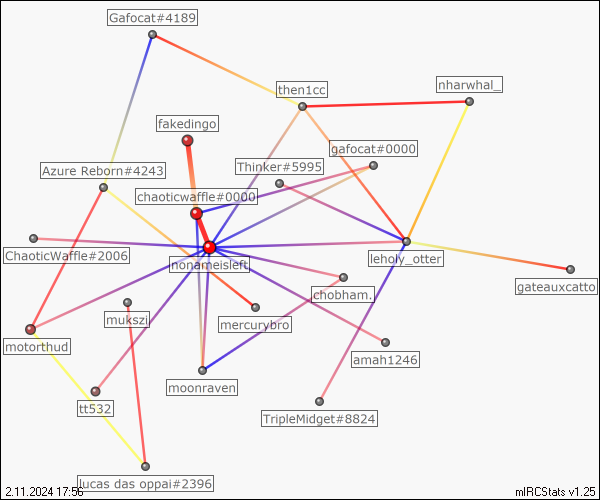 Gafocat#4189
nharwhal_
then1cc
fakedingo
gafocat#0000
Thinker#5995
Azure Reborn#4243
chaoticwaffle#0000
ChaoticWaffle#2006
leholy_otter
nonameisleft
gateauxcatto
chobham.
mukszi
mercurybro
motorthud
amah1246
moonraven
tt532
TripleMidget#8824
lucas das oppai#2396
2.11.2024 17:56
mIRCStats v1.25